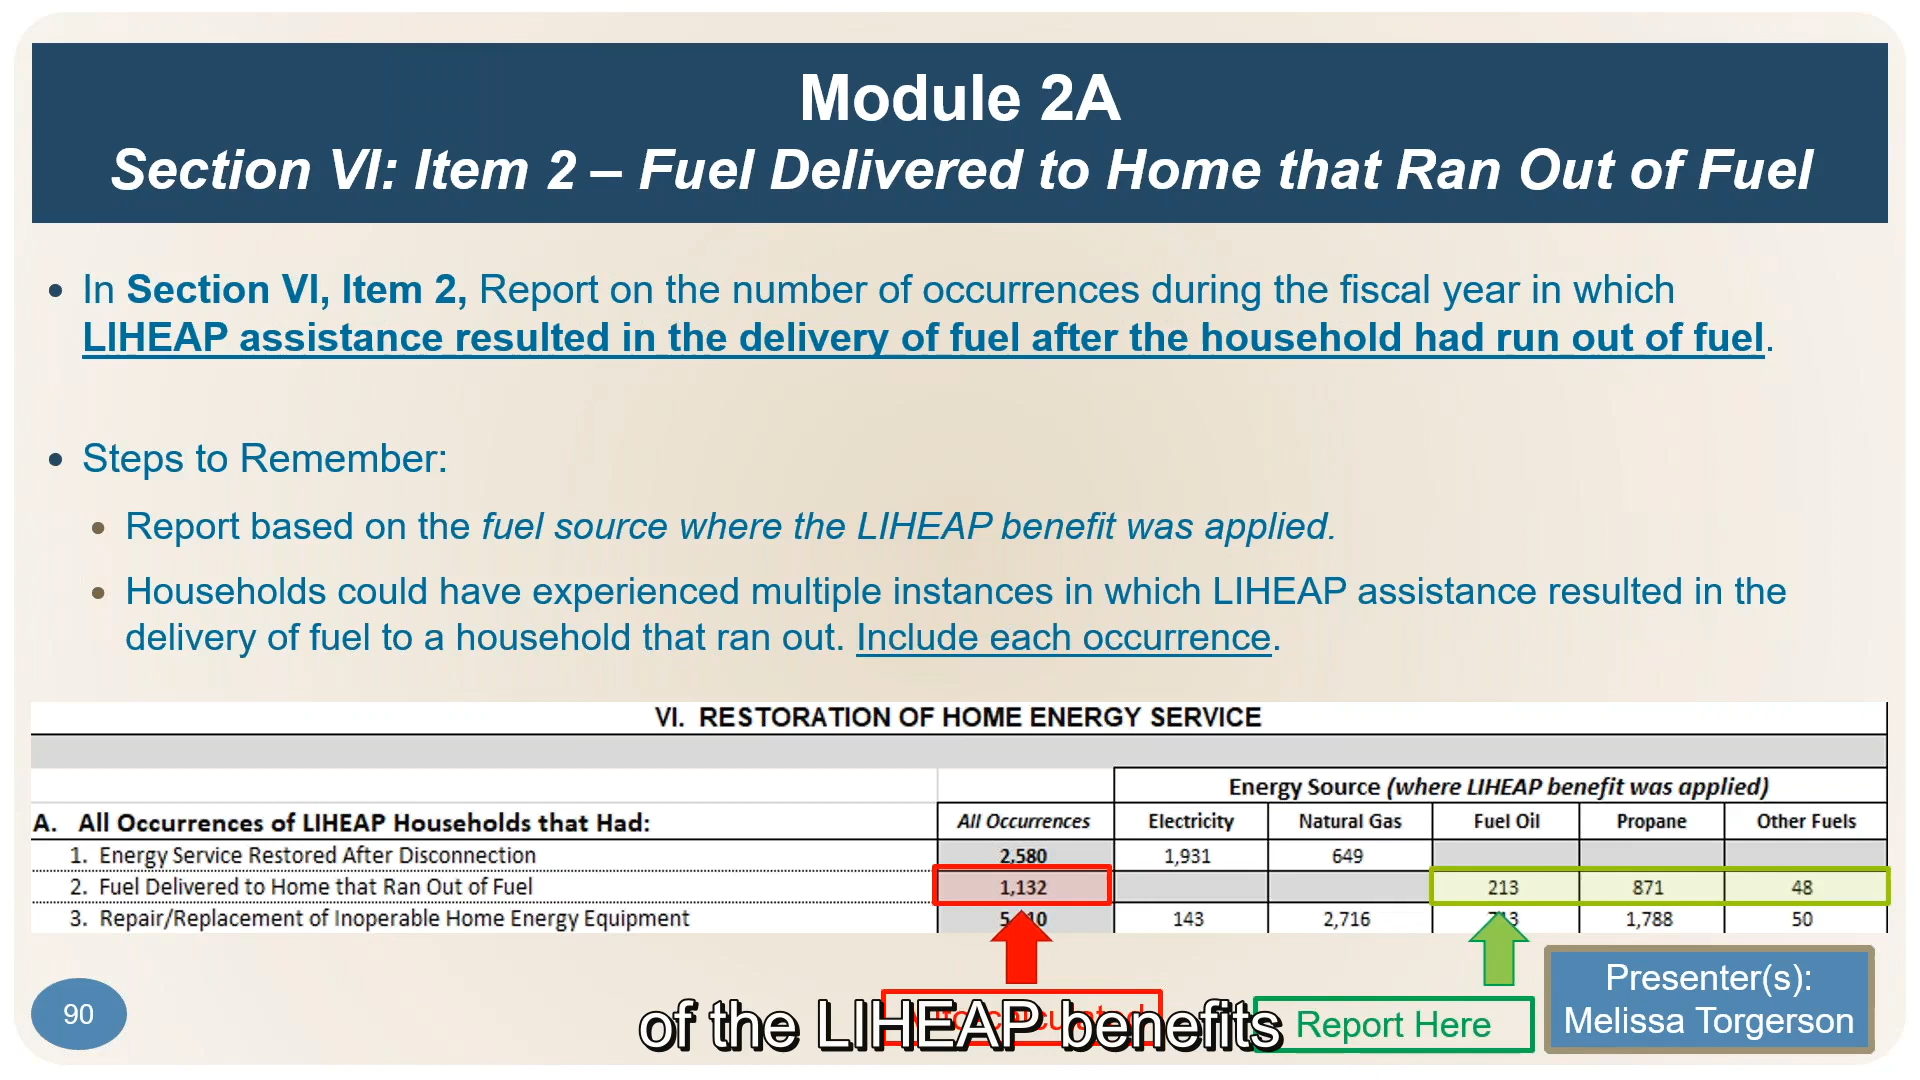 Module 2A
Section VI: Item 2 – Fuel Delivered to Home that Ran Out of Fuel
• In Section VI, Item 2, Report on the number of occurrences during the fiscal year in which
LIHEAP assistance resulted in the delivery of fuel after the household had run out of fuel.
• Steps to Remember:
• Report based on the fuel source where the LIHEAP benefit was applied.
• Households could have experienced multiple instances in which LIHEAP assistance resulted in the
delivery of fuel to a household that ran out. Include each occurrence.
VI. RESTORATION OF HOME ENERGY SERVICE
Energy Source (where LIHEAP benefit was applied)
A. All Occurrences of LIHEAP Households that Had: All Occurrences Electricity Natural Gas Fuel Oil Propane Other Fuels
1. Energy Service Restored After Disconnection 2,580 1,931 649
2. Fuel Delivered to Home that Ran Out of Fuel 1,132 213 871 48
3. Repair/Replacement of Inoperable Home Energy Equipment 143 2,716 1,788 50
Presenter(s):
Melissa Torgerson
90
Report Here
of the LIHEAP benefits